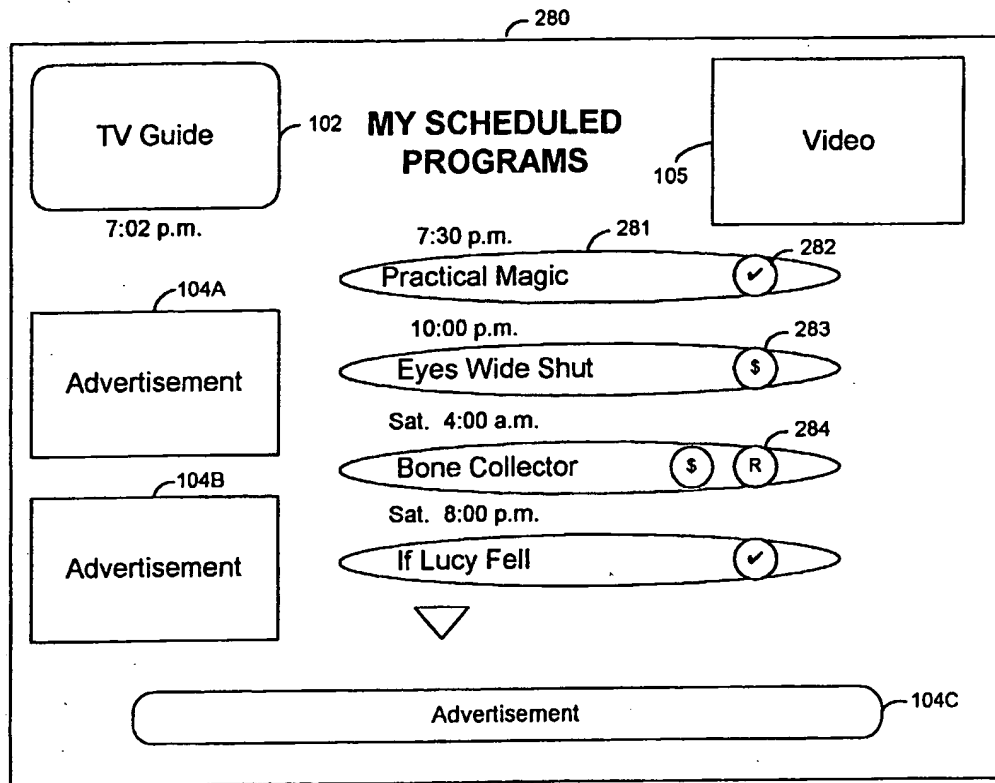 280
TV Guide
102
MY SCHEDULED
PROGRAMS
105
Video
7:02 p.m.
7:30 p.m.
281
Practical Magic
✓
282
104A
Advertisement
10:00 p.m.
283
Eyes Wide Shut
$
Sat. 4:00 a.m.
284
Bone Collector
$
R
104B
Advertisement
Sat. 8:00 p.m.
If Lucy Fell
✓
Advertisement
104C